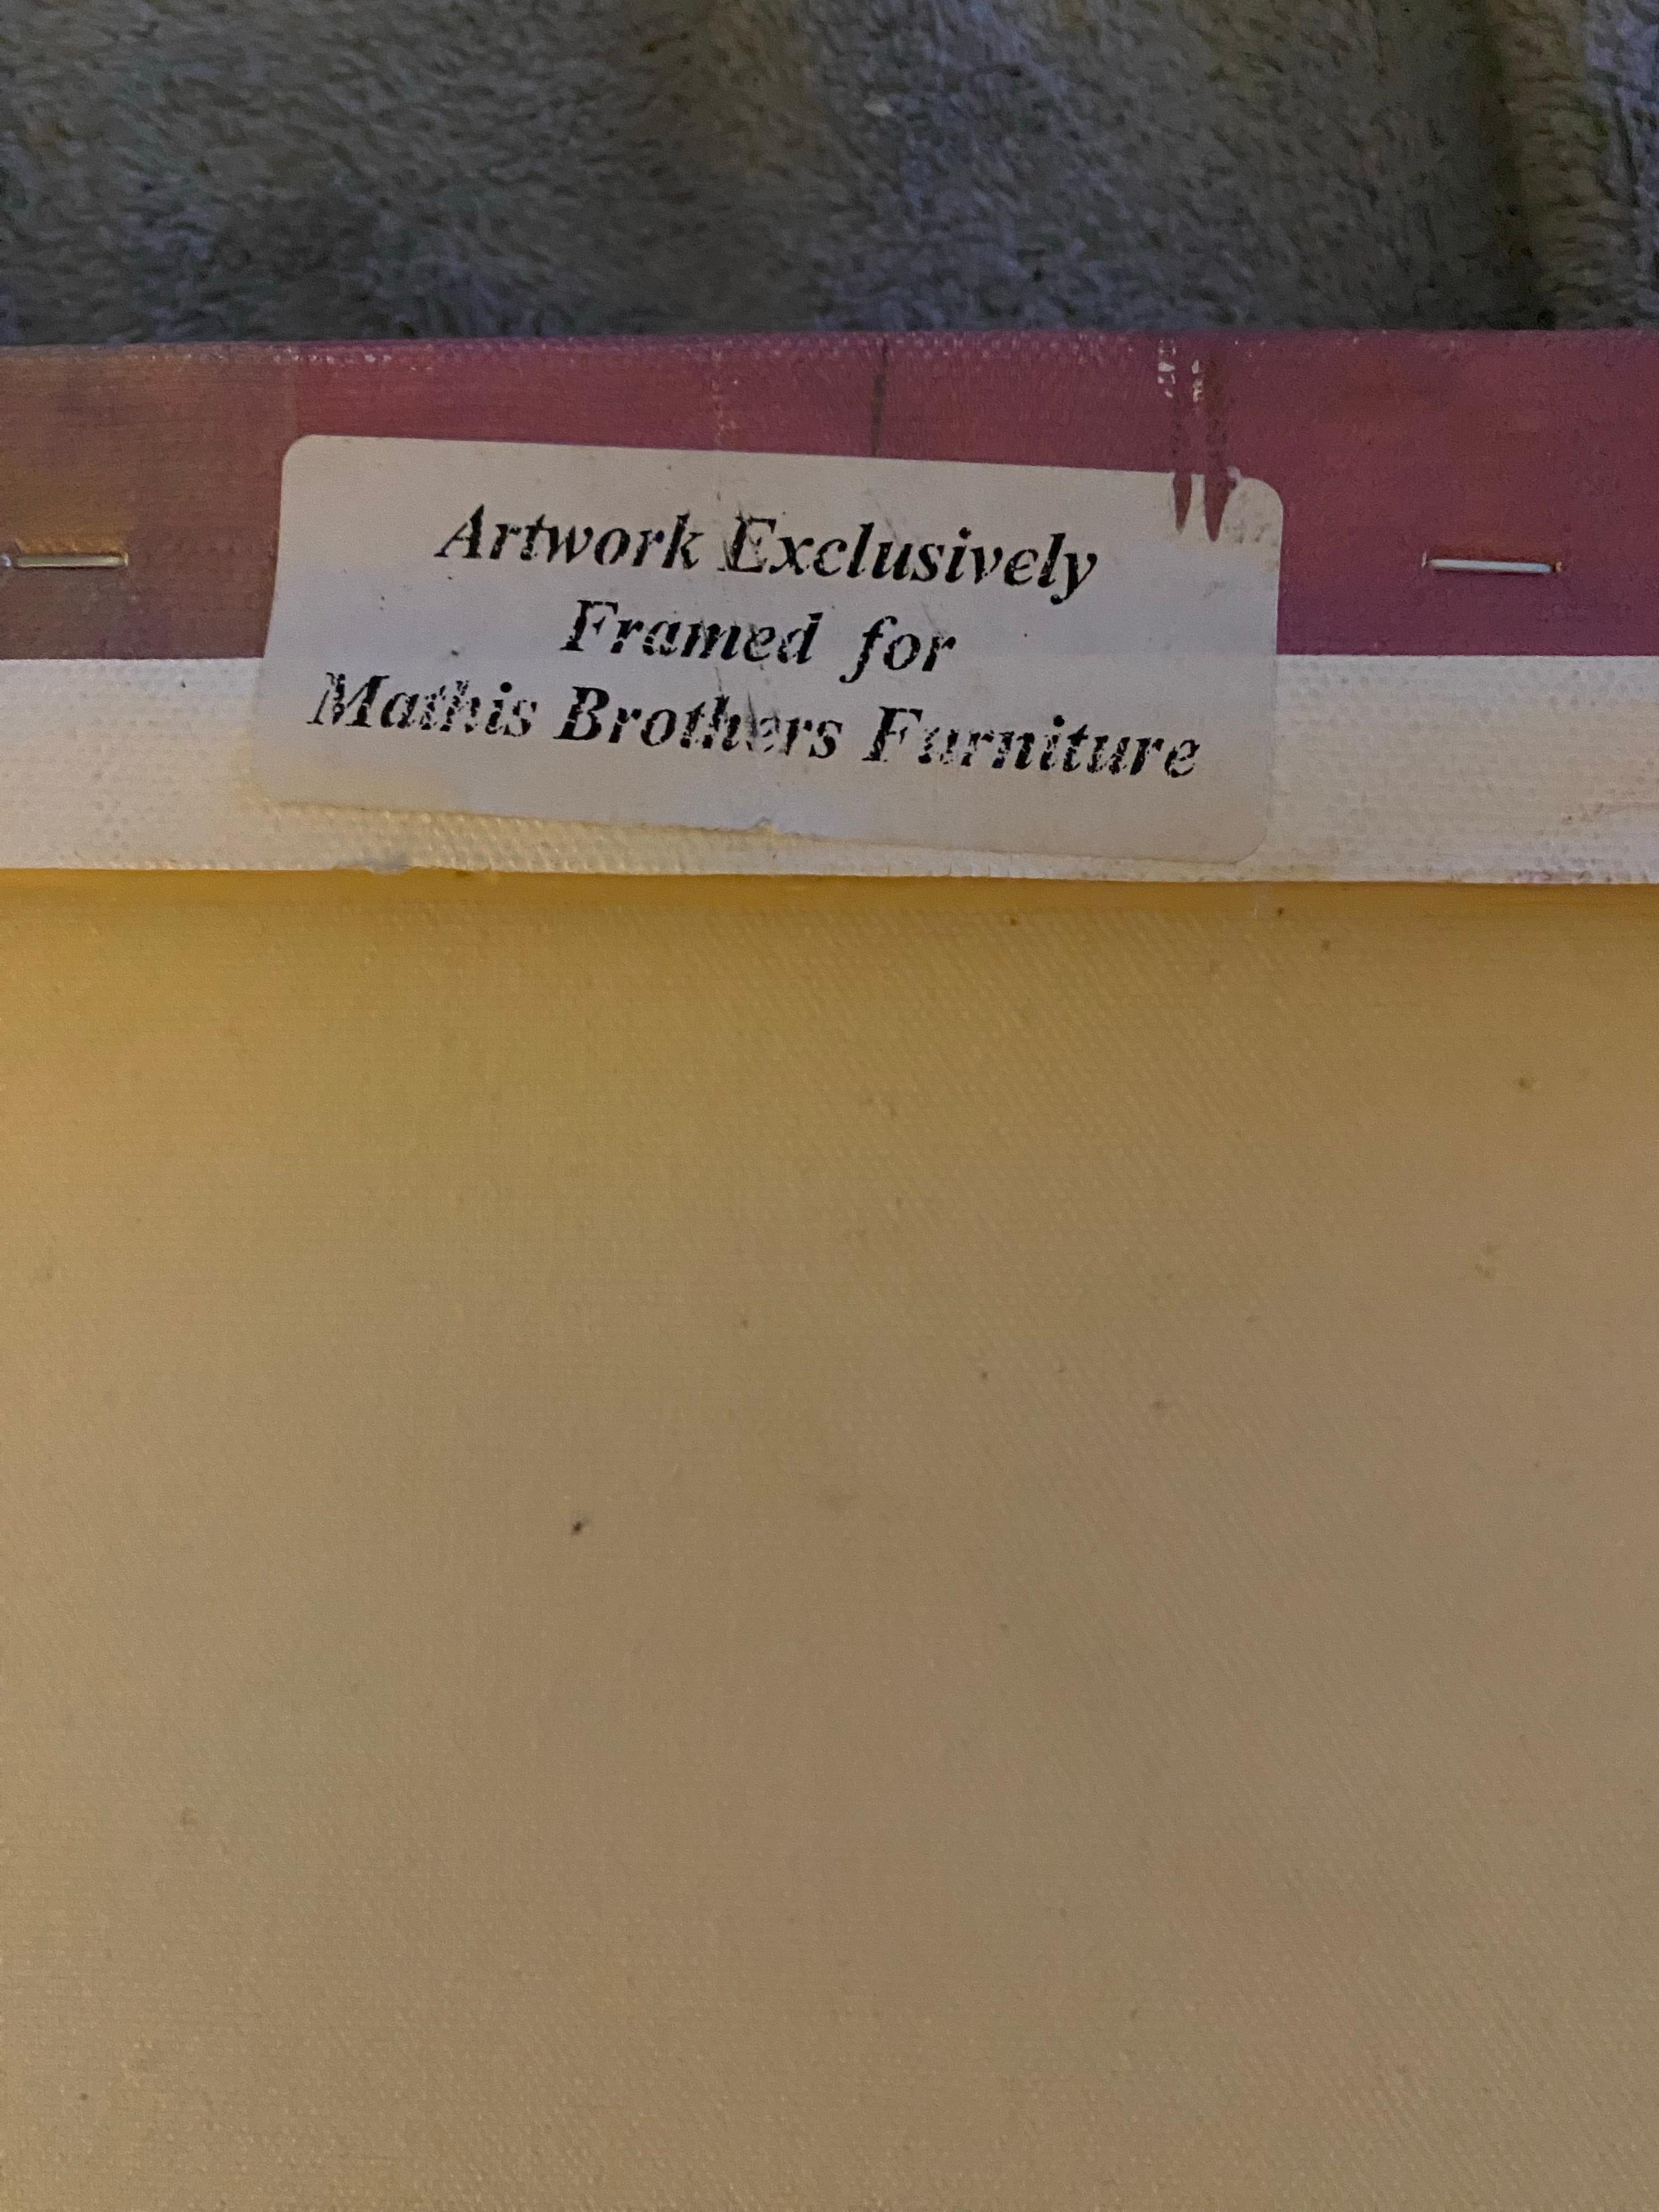 Artwork Exclusively
Framed for
Mathis Brothers Furniture